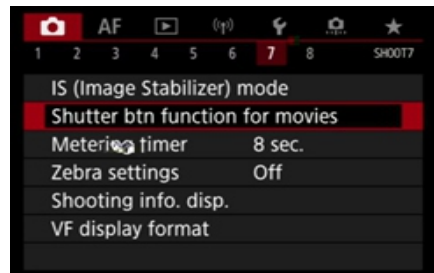 AF
1 2 3 4 5 6 7 8 SHOOT7
IS (Image Stabilizer) mode
Shutter btn function for movies
Metering timer 8 sec.
Zebra settings Off
Shooting info. disp.
VF display format